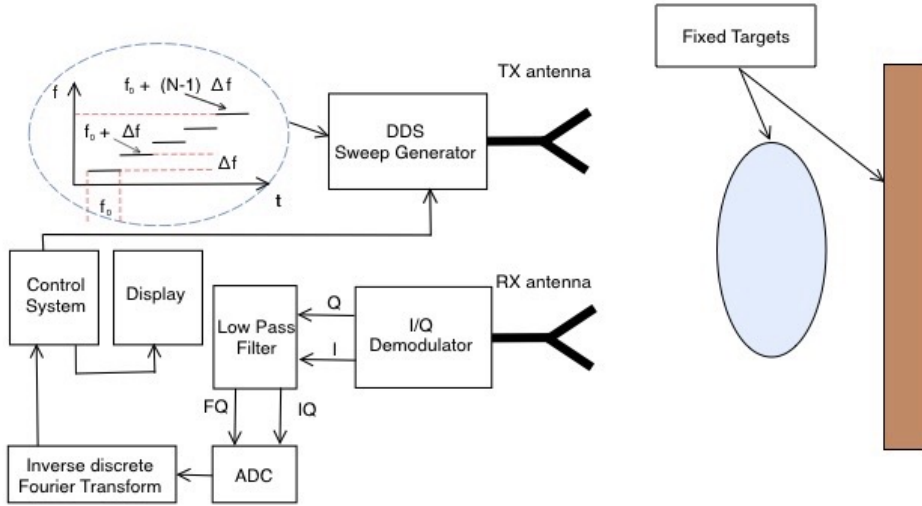 Fixed Targets
TX antenna
f₀ + (N-1) Δf
f
f₀ + Δf
Δf
t
f₀
DDS
Sweep Generator
RX antenna
Control
System
Display
Low Pass
Filter
Q
I
I/Q
Demodulator
FQ
IQ
Inverse discrete
Fourier Transform
ADC